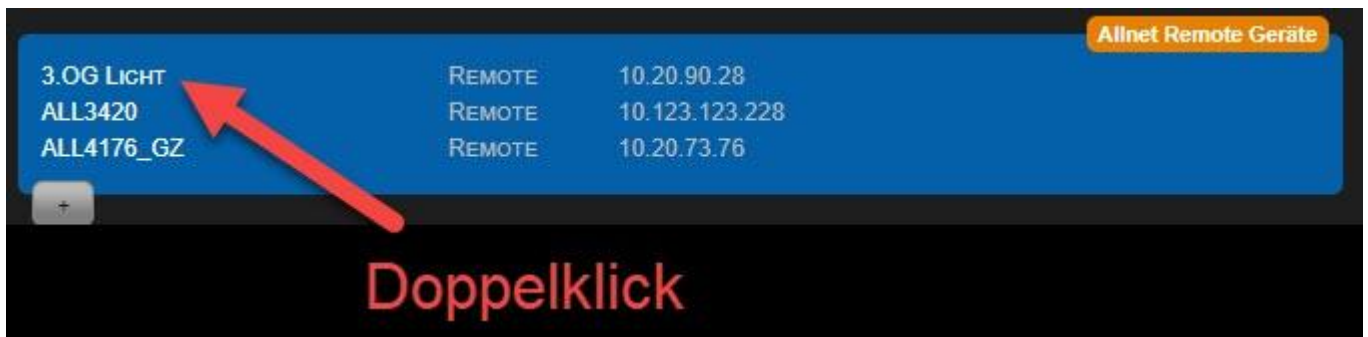 Allnet Remote Geräte
3.OG Licht Remote 10.20.90.28
ALL3420 Remote 10.123.123.228
ALL4176_GZ Remote 10.20.73.76
+
Doppelklick